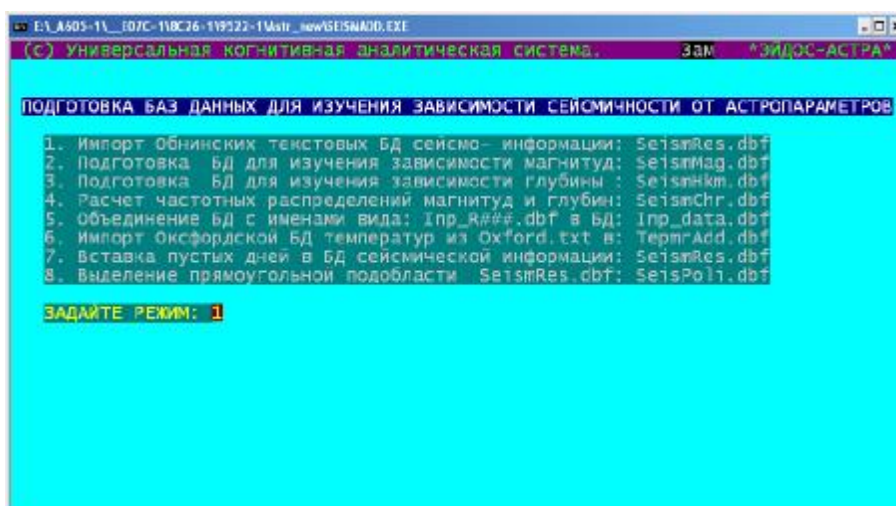 E:\_A605-1\__E07C-1\8C26-1\9522-1\Astr_new\SEISMADD.EXE
(c) Универсальная когнитивная аналитическая система. Зам *ЭЙДОС-АСТРА*
ПОДГОТОВКА БАЗ ДАННЫХ ДЛЯ ИЗУЧЕНИЯ ЗАВИСИМОСТИ СЕЙСМИЧНОСТИ ОТ АСТРОПАРАМЕТРОВ
1. Импорт Обнинских текстовых БД сейсмо- информации: SeismRes.dbf
2. Подготовка БД для изучения зависимости магнитуд: SeismMag.dbf
3. Подготовка БД для изучения зависимости глубины : SeismHkm.dbf
4. Расчет частотных распределений магнитуд и глубин: SeismChr.dbf
5. Объединение БД с именами вида: Inp_R###.dbf в БД: Inp_data.dbf
6. Импорт Оксфордской БД температур из Oxford.txt в: TepmrAdd.dbf
7. Вставка пустых дней в БД сейсмической информации: SeismRes.dbf
8. Выделение прямоугольной подобласти SeismRes.dbf: SeisPoli.dbf
ЗАДАЙТЕ РЕЖИМ: 1